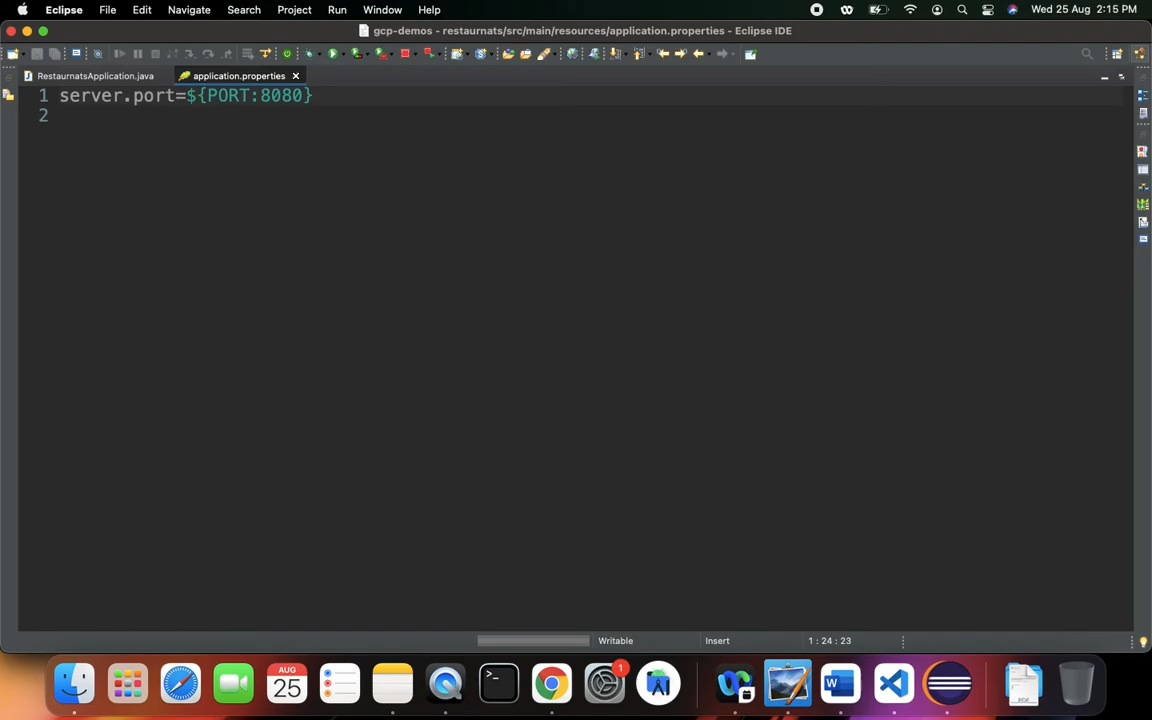 Eclipse File Edit Navigate Search Project Run Window Help Wed 25 Aug 2:15 PM
gcp-demos - restaurnats/src/main/resources/application.properties - Eclipse IDE
RestaurnatsApplication.java application.properties
1 server.port=${PORT:8080}
2
Writable Insert 1 : 24 : 23
AUG
25
>_
1
W
PDF